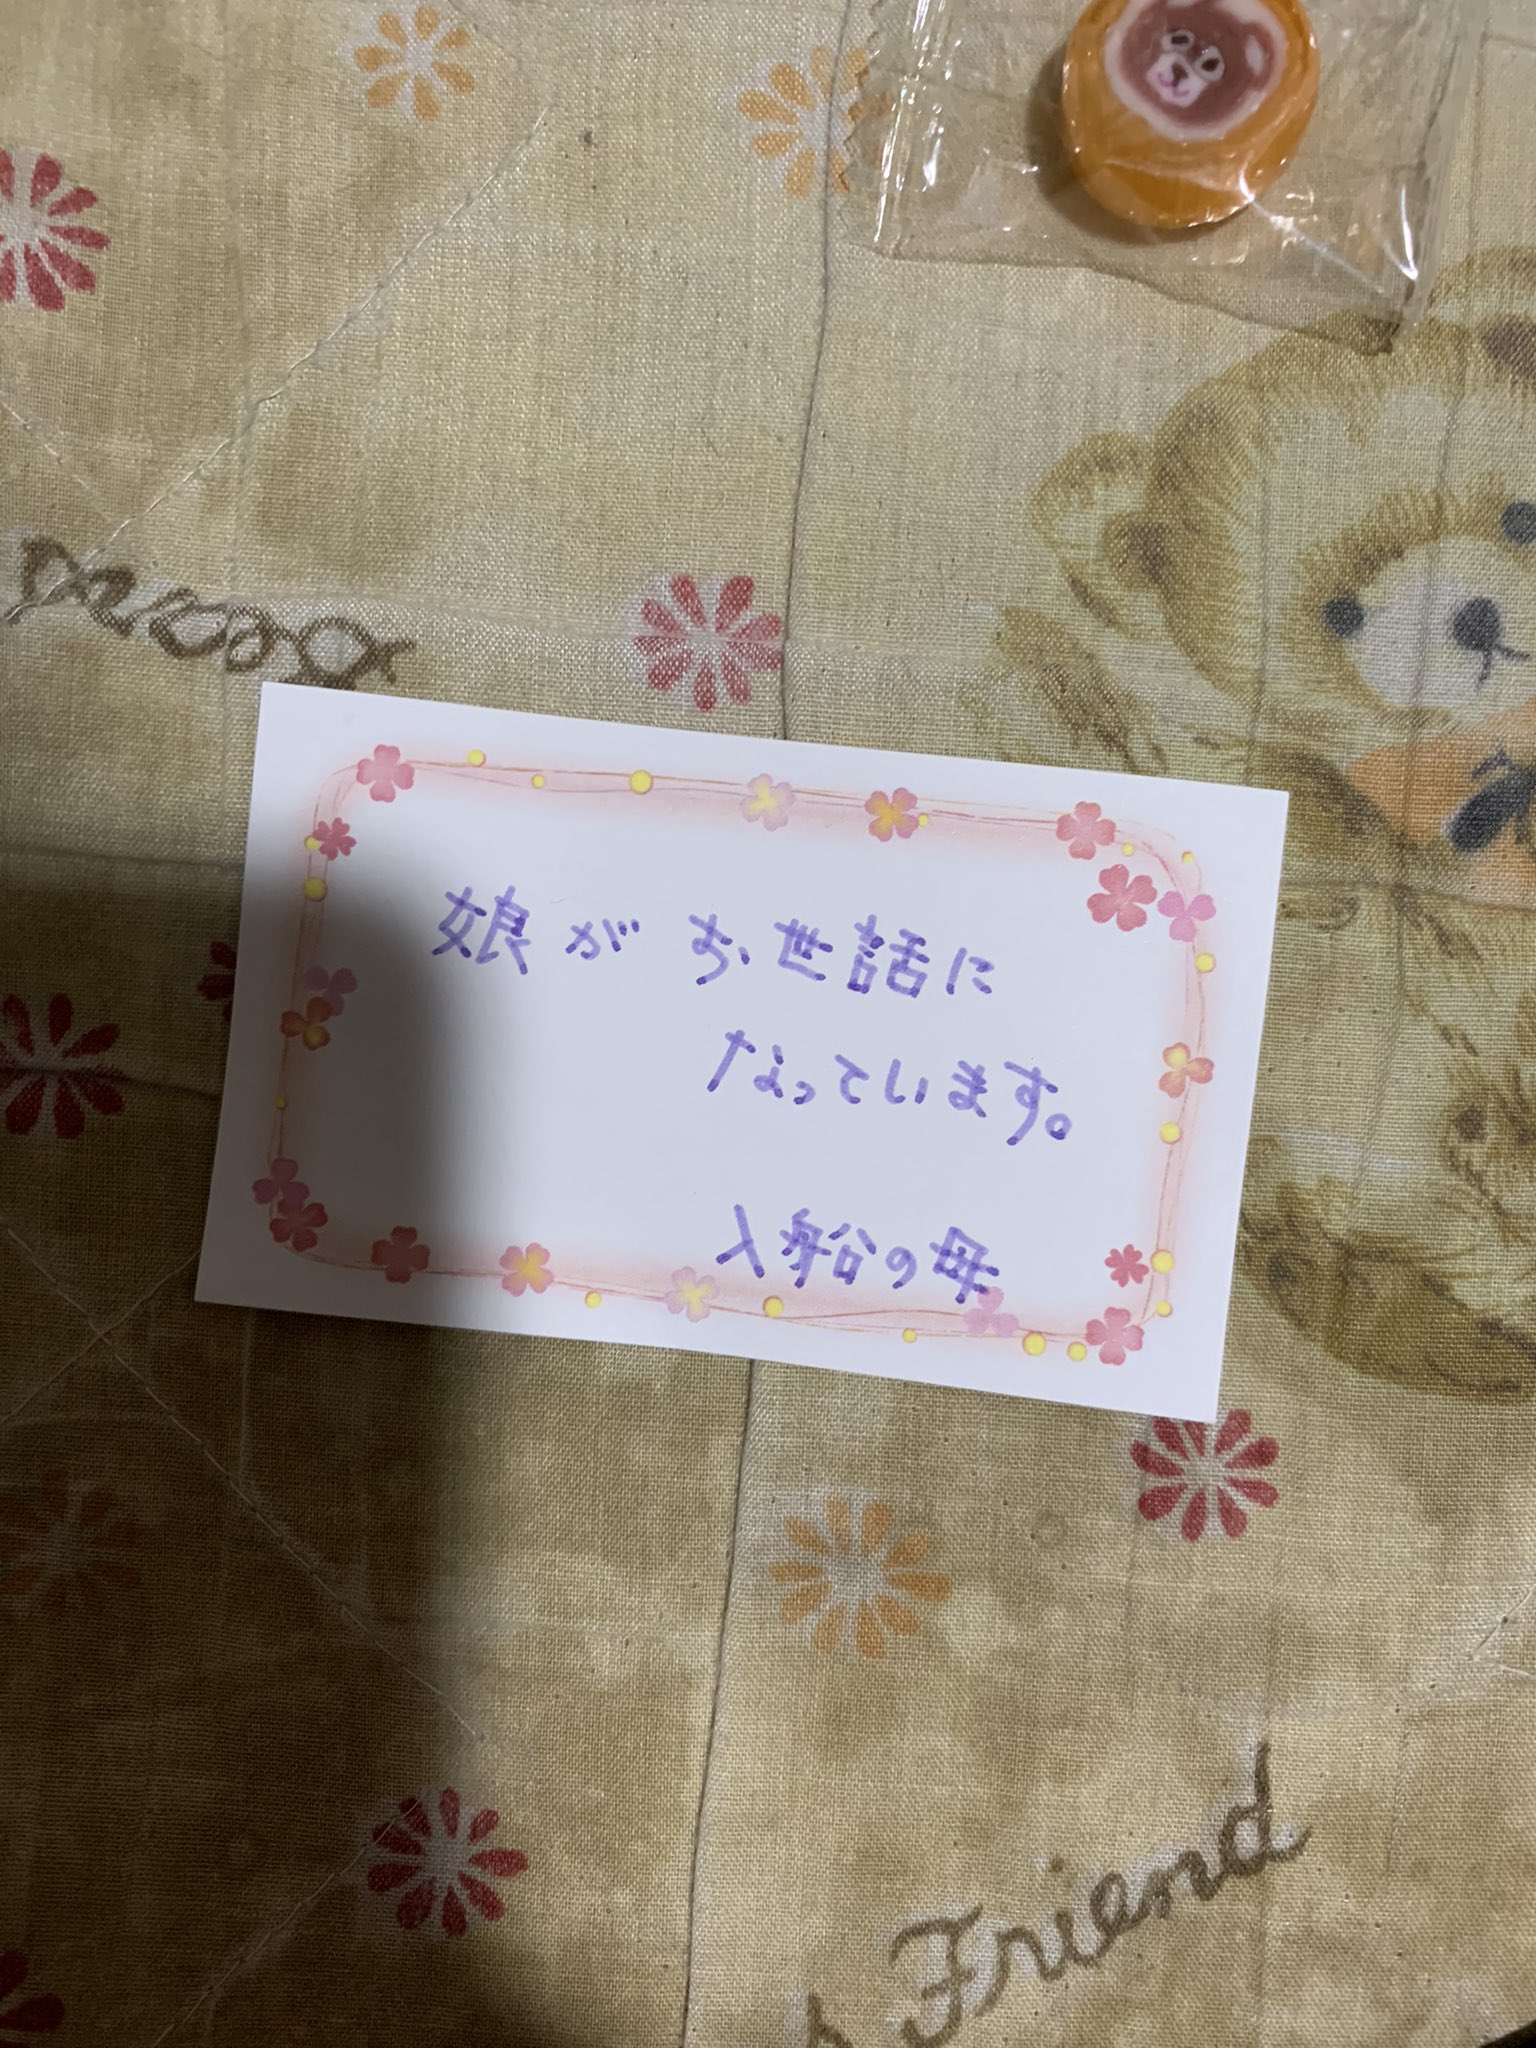 娘がお世話に
なっています。
入船の母
Friend